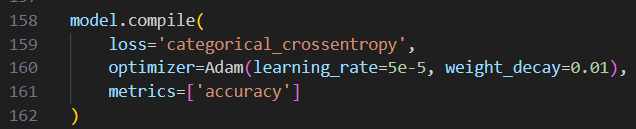 158 model.compile(
159     loss='categorical_crossentropy',
160     optimizer=Adam(learning_rate=5e-5, weight_decay=0.01),
161     metrics=['accuracy']
162 )